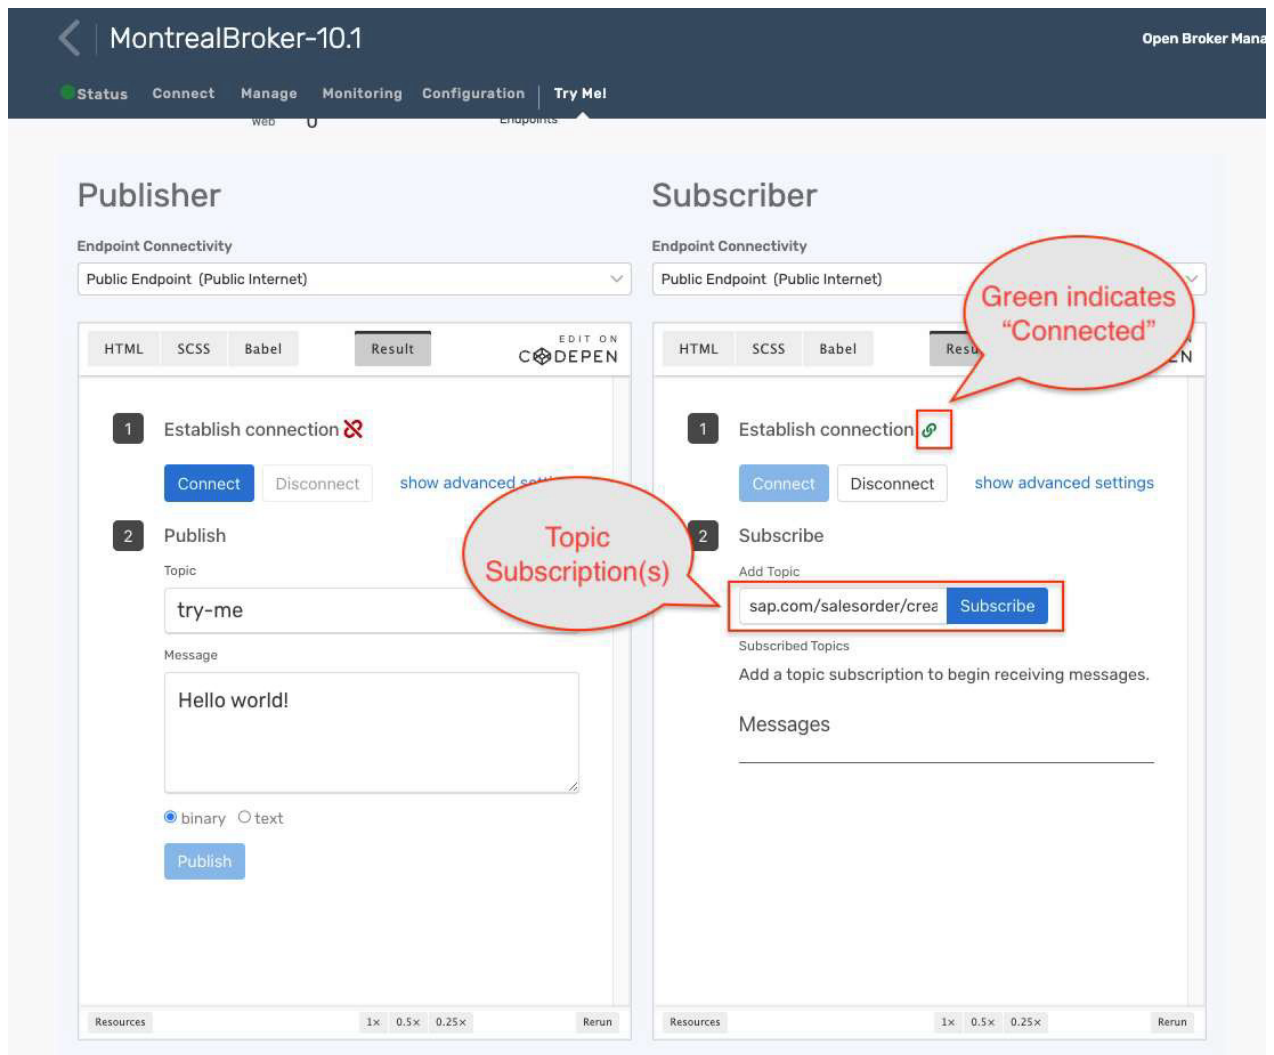 MontrealBroker-10.1
Open Broker Mana
Status Connect Manage Monitoring Configuration Try Me!
Web 0 Endpoints
Publisher
Endpoint Connectivity
Public Endpoint (Public Internet)
HTML SCSS Babel Result
EDIT ON
CODEPEN
1 Establish connection
Connect Disconnect show advanced
2 Publish
Topic
try-me
Message
Hello world!
binary text
Publish
Resources 1× 0.5× 0.25× Rerun
Subscriber
Endpoint Connectivity
Public Endpoint (Public Internet)
Green indicates
“Connected”
HTML SCSS Babel
1 Establish connection
Connect Disconnect show advanced settings
Topic
Subscription(s)
2 Subscribe
Add Topic
sap.com/salesorder/crea Subscribe
Subscribed Topics
Add a topic subscription to begin receiving messages.
Messages
Resources 1× 0.5× 0.25× Rerun